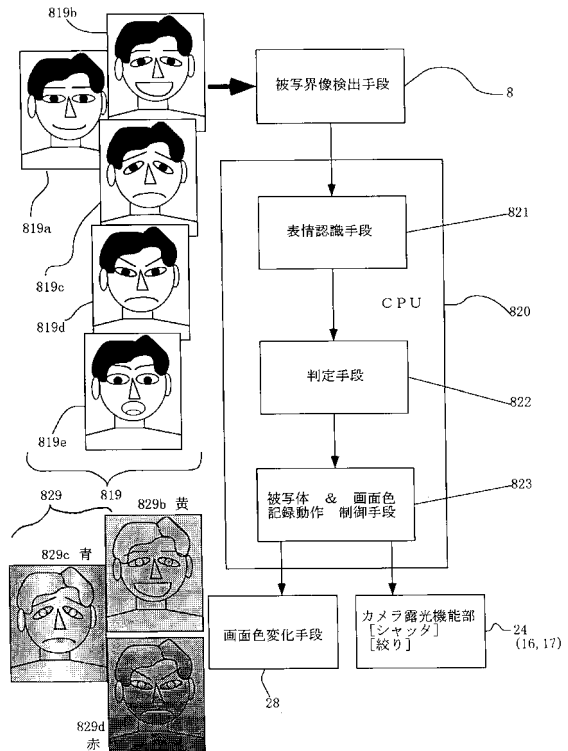 819b
819a
819c
819d
819e
819
被写界像検出手段
8
表情認識手段
821
CPU
820
判定手段
822
被写体 & 画面色
記録動作 制御手段
823
829
829b 黄
829c 青
829d
赤
画面色変化手段
28
カメラ露光機能部
[シャッタ]
[絞り]
24
(16,17)